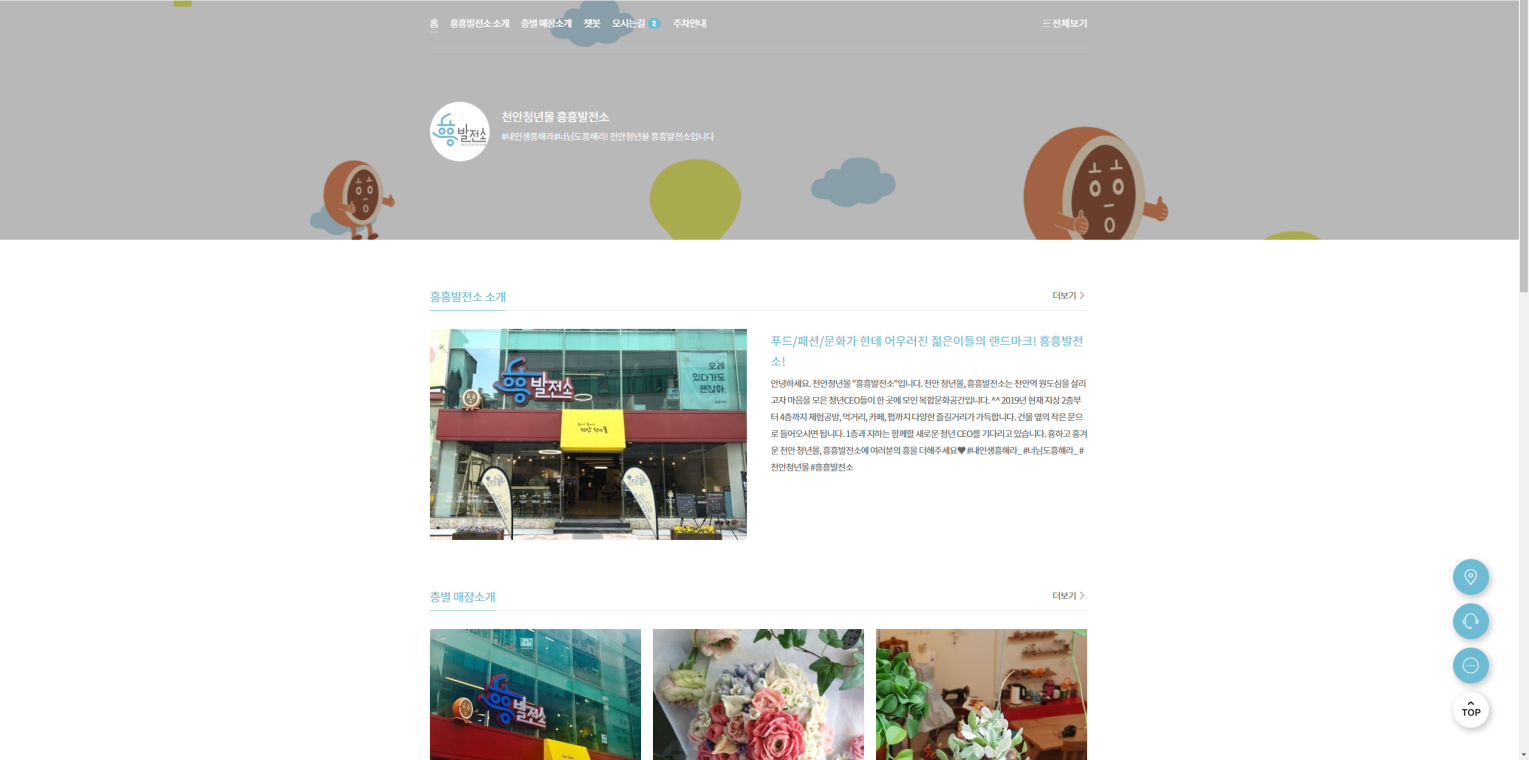 홈 흥흥발전소 소개 층별 매장소개 챗봇 오시는길 2 주차안내 전체보기
흥흥발전소
천안청년몰 흥흥발전소
#내인생흥해라#너님도흥해라! 천안청년몰 흥흥발전소입니다
흥흥발전소 소개 더보기
흥발전소
오래
있다가도
괜찮아.
푸드/패션/문화가 한데 어우러진 젊은이들의 랜드마크! 흥흥발전
소!
안녕하세요. 천안청년몰 "흥흥발전소"입니다. 천안 청년몰, 흥흥발전소는 천안역 원도심을 살리
고자 마음을 모은 청년CEO들이 한 곳에 모인 복합문화공간입니다. ^^ 2019년 현재 지상 2층부
터 4층까지 체험공방, 먹거리, 카페, 펍까지 다양한 즐길거리가 가득합니다. 건물 옆의 작은 문으
로 들어오시면 됩니다. 1층과 지하는 함께할 새로운 청년 CEO를 기다리고 있습니다. 흥하고 흥겨
운 천안 청년몰, 흥흥발전소에 여러분의 흥을 더해주세요♥ #내인생흥해라_ #너님도흥해라_ #
천안청년몰 #흥흥발전소
층별 매장소개 더보기
흥발전소
TOP